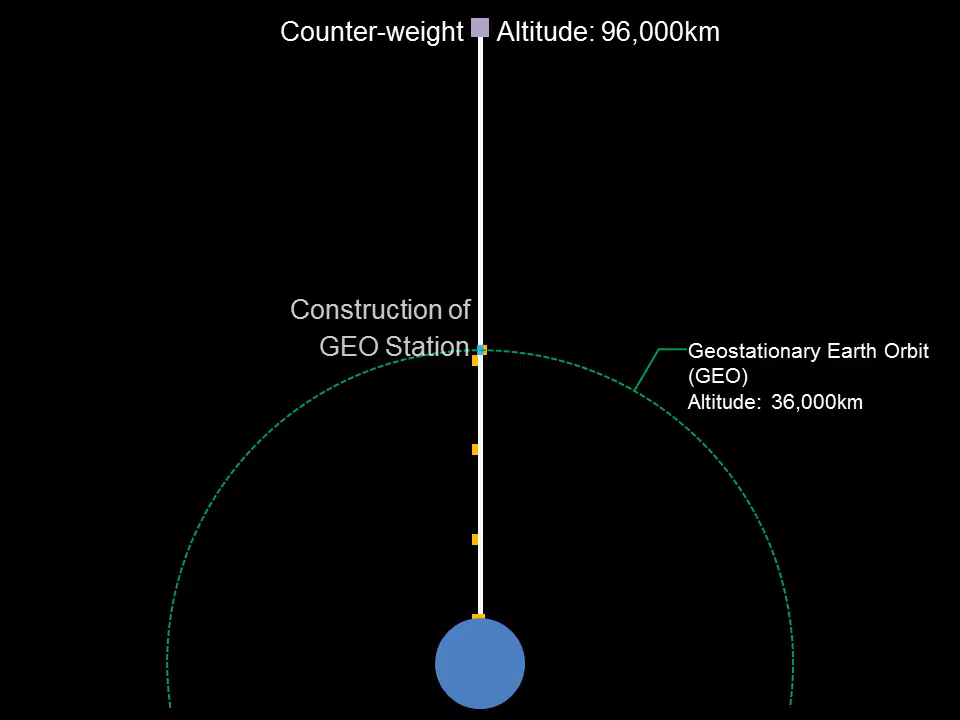 Counter-weight Altitude: 96,000km
Construction of
GEO Station
Geostationary Earth Orbit
(GEO)
Altitude: 36,000km